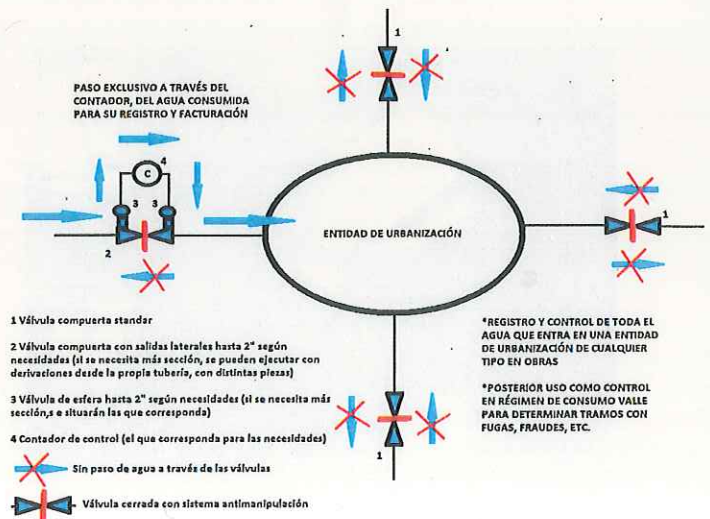 1
PASO EXCLUSIVO A TRAVÉS DEL
CONTADOR, DEL AGUA CONSUMIDA
PARA SU REGISTRO Y FACTURACIÓN
4
C
3 3
2
ENTIDAD DE URBANIZACIÓN
1
1
1 Válvula compuerta standar
2 Válvula compuerta con salidas laterales hasta 2" según
necesidades (si se necesita más sección, se pueden ejecutar con
derivaciones desde la propia tubería, con distintas piezas)
3 Válvula de esfera hasta 2" según necesidades (si se necesita más
sección,s e situarán las que corresponda)
4 Contador de control (el que corresponda para las necesidades)
Sin paso de agua a través de las válvulas
Válvula cerrada con sistema antimanipulación
*REGISTRO Y CONTROL DE TODA EL
AGUA QUE ENTRA EN UNA ENTIDAD
DE URBANIZACIÓN DE CUALQUIER
TIPO EN OBRAS
*POSTERIOR USO COMO CONTROL
EN RÉGIMEN DE CONSUMO VALLE
PARA DETERMINAR TRAMOS CON
FUGAS, FRAUDES, ETC.